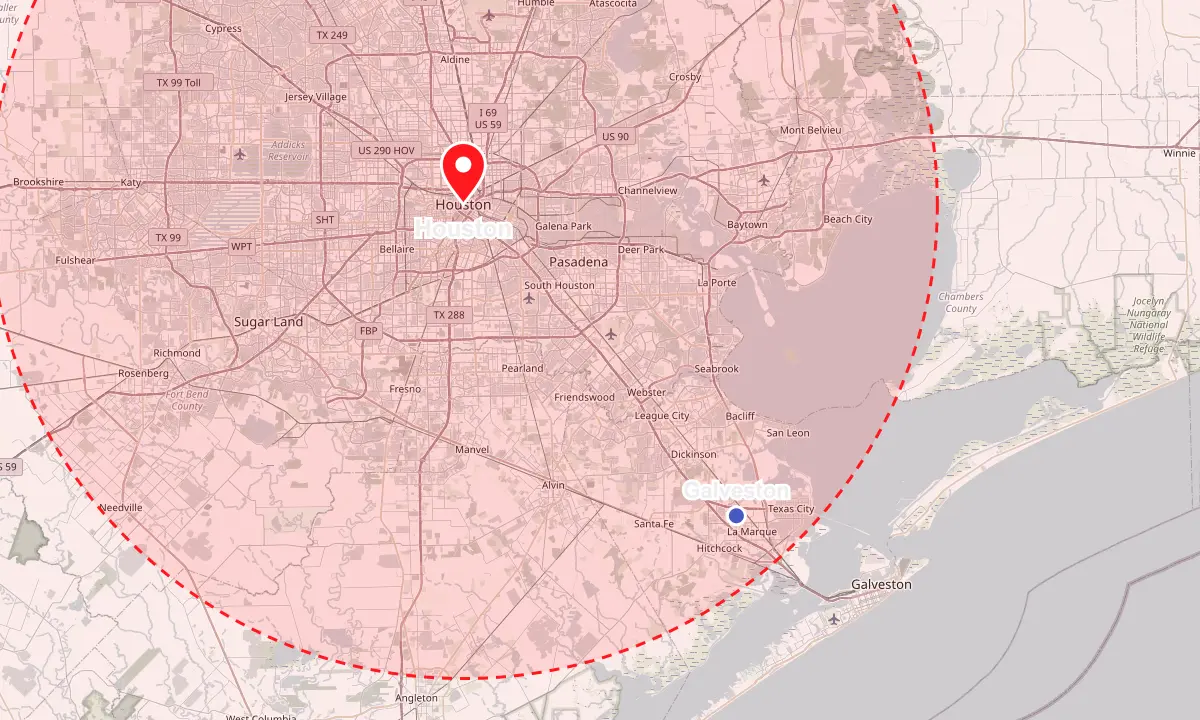 Humble
Atascocita
Cypress
TX 249
Aldine
Crosby
TX 99 Toll
Jersey Village
I 69
US 59
Mont Belvieu
US 90
Addicks
Reservoir
US 290 HOV
Winnie
Brookshire
Katy
Channelview
Houston
Houston
SHT
Galena Park
Baytown
Beach City
TX 99
WPT
Bellaire
Deer Park
Fulshear
Pasadena
South Houston
La Porte
Chambers
County
Jocelyn
Nungaray
National
Wildlife
Refuge
TX 288
Sugar Land
FBP
Richmond
Rosenberg
Pearland
Seabrook
Fort Bend
County
Fresno
Friendswood
Webster
League City
Bacliff
San Leon
Manvel
Dickinson
S 59
Alvin
Galveston
Needville
Texas City
Santa Fe
La Marque
Hitchcock
Galveston
Angleton
West Columbia